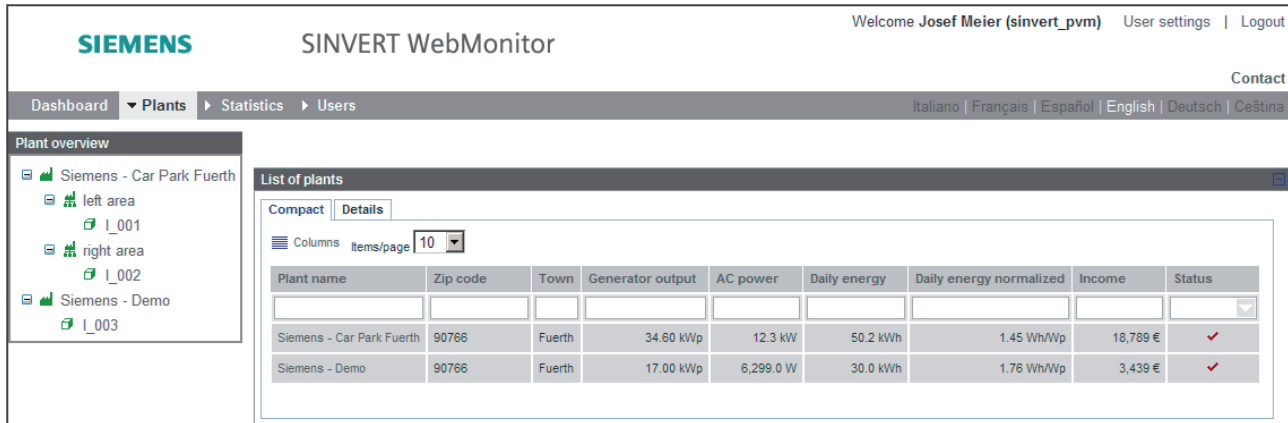 Welcome Josef Meier (sinvert_pvm) User settings | Logout
SIEMENS SINVERT WebMonitor
Contact
Dashboard Plants Statistics Users Italiano | Français | Español | English | Deutsch | Ceština
Plant overview
Siemens - Car Park Fuerth
left area
I_001
right area
I_002
Siemens - Demo
I_003
List of plants
Compact Details
Columns Items/page 10
Plant name Zip code Town Generator output AC power Daily energy Daily energy normalized Income Status
Siemens - Car Park Fuerth 90766 Fuerth 34.60 kWp 12.3 kW 50.2 kWh 1.45 Wh/Wp 18,789 €
Siemens - Demo 90766 Fuerth 17.00 kWp 6,299.0 W 30.0 kWh 1.76 Wh/Wp 3,439 €